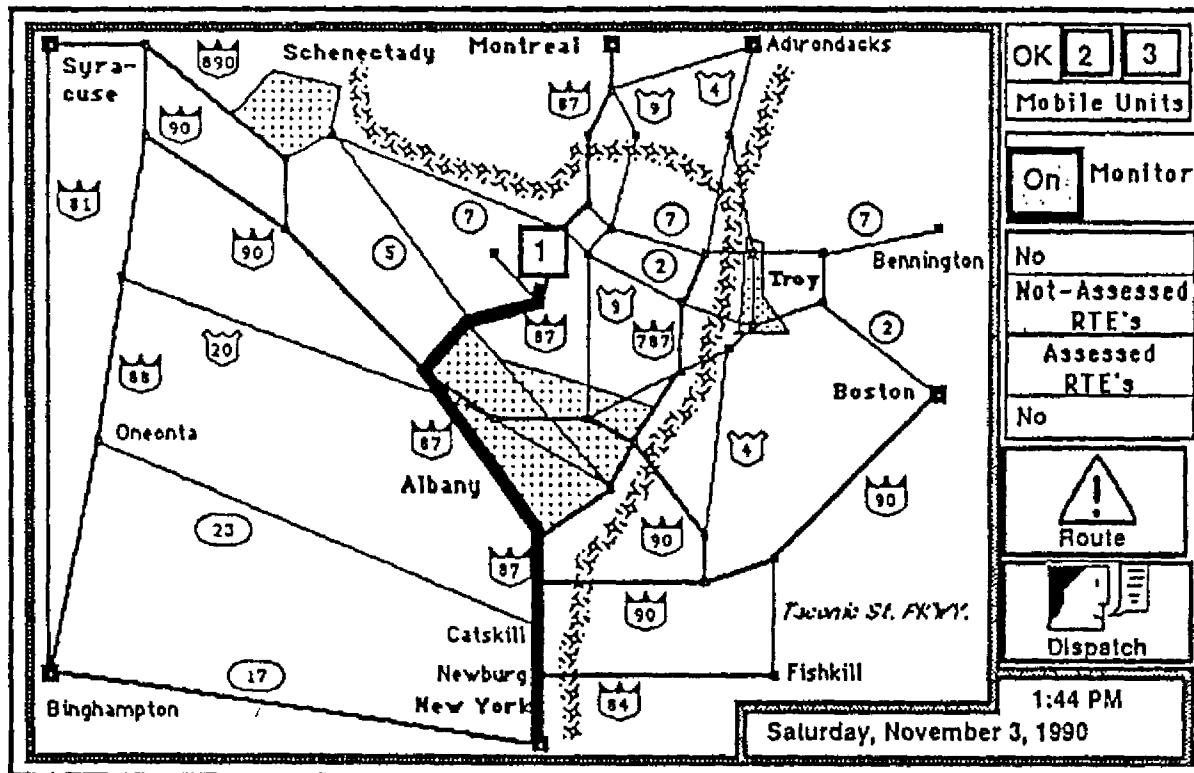 890
Schenectady
Montreal
Adirondacks
Syra-
cuse
90
87
9
4
81
7
7
7
90
5
1
2
Bennington
Troy
9
87
787
2
20
88
Boston
Oneonta
87
4
Albany
90
23
90
87
90
Taconic St. PKWY.
Catskill
Newburg
Fishkill
17
New York
84
Binghampton
OK 2 3
Mobile Units
On Monitor
No
Not-Assessed
RTE's
Assessed
RTE's
No
!
Route
Dispatch
1:44 PM
Saturday, November 3, 1990